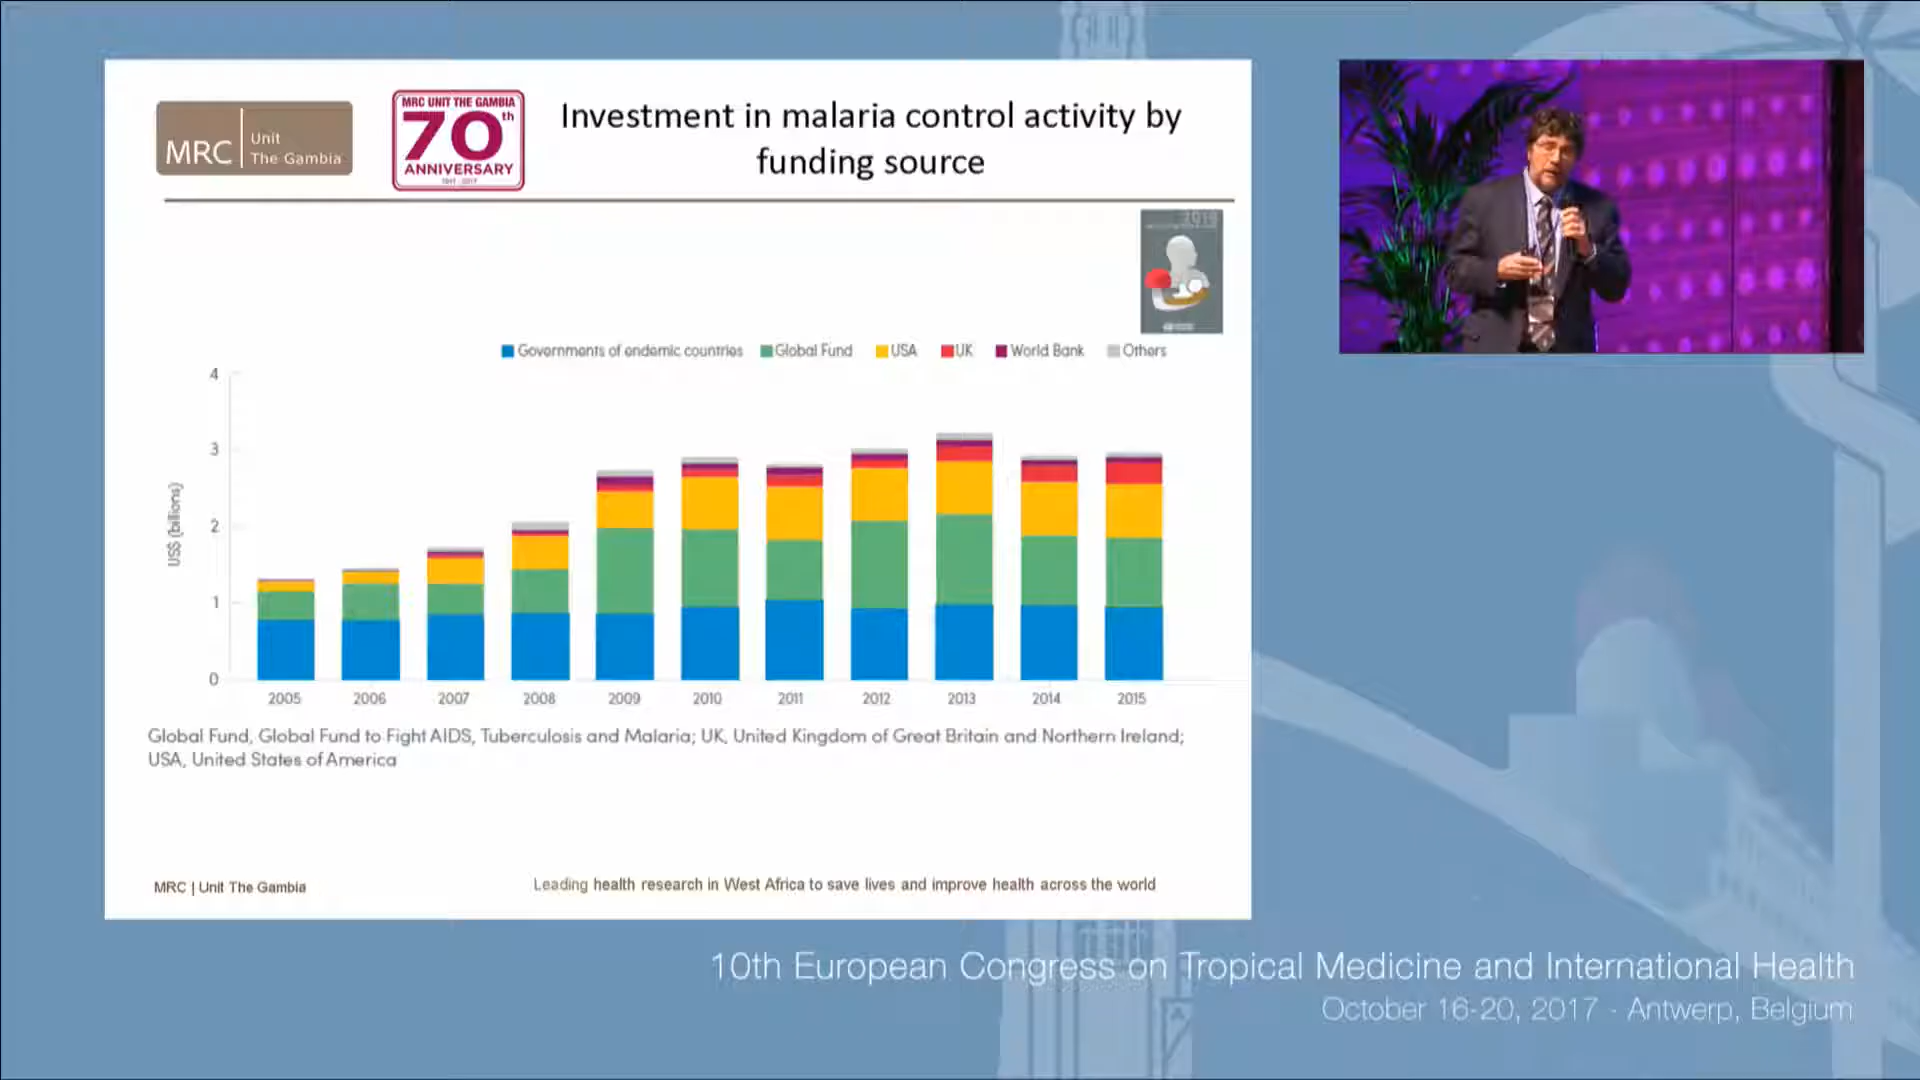 MRC
Unit
The Gambia
MRC UNIT THE GAMBIA
70th
ANNIVERSARY
Investment in malaria control activity by
funding source
Governments of endemic countries
Global Fund
USA
UK
World Bank
Others
US$ (billions)
4
3
2
1
0
2005
2006
2007
2008
2009
2010
2011
2012
2013
2014
2015
Global Fund, Global Fund to Fight AIDS, Tuberculosis and Malaria; UK, United Kingdom of Great Britain and Northern Ireland;
USA, United States of America
MRC | Unit The Gambia
Leading health research in West Africa to save lives and improve health across the world
10th European Congress on Tropical Medicine and International Health
October 16-20, 2017 - Antwerp, Belgium